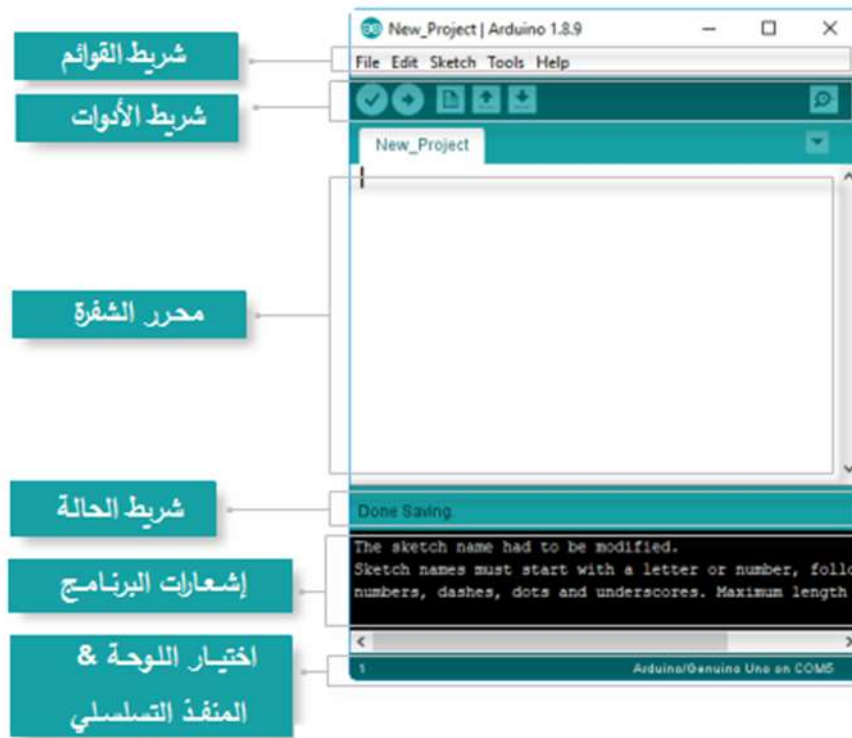 New_Project | Arduino 1.8.9
شريط القوائم
File Edit Sketch Tools Help
شريط الأدوات
New_Project
محرر الشفرة
شريط الحالة
Done Saving.
The sketch name had to be modified.
Sketch names must start with a letter or number, follo
numbers, dashes, dots and underscores. Maximum length
إشعارات البرنامج
اختيار اللوحة &
المنفذ التسلسلي
1
Arduino/Genuino Uno on COM5